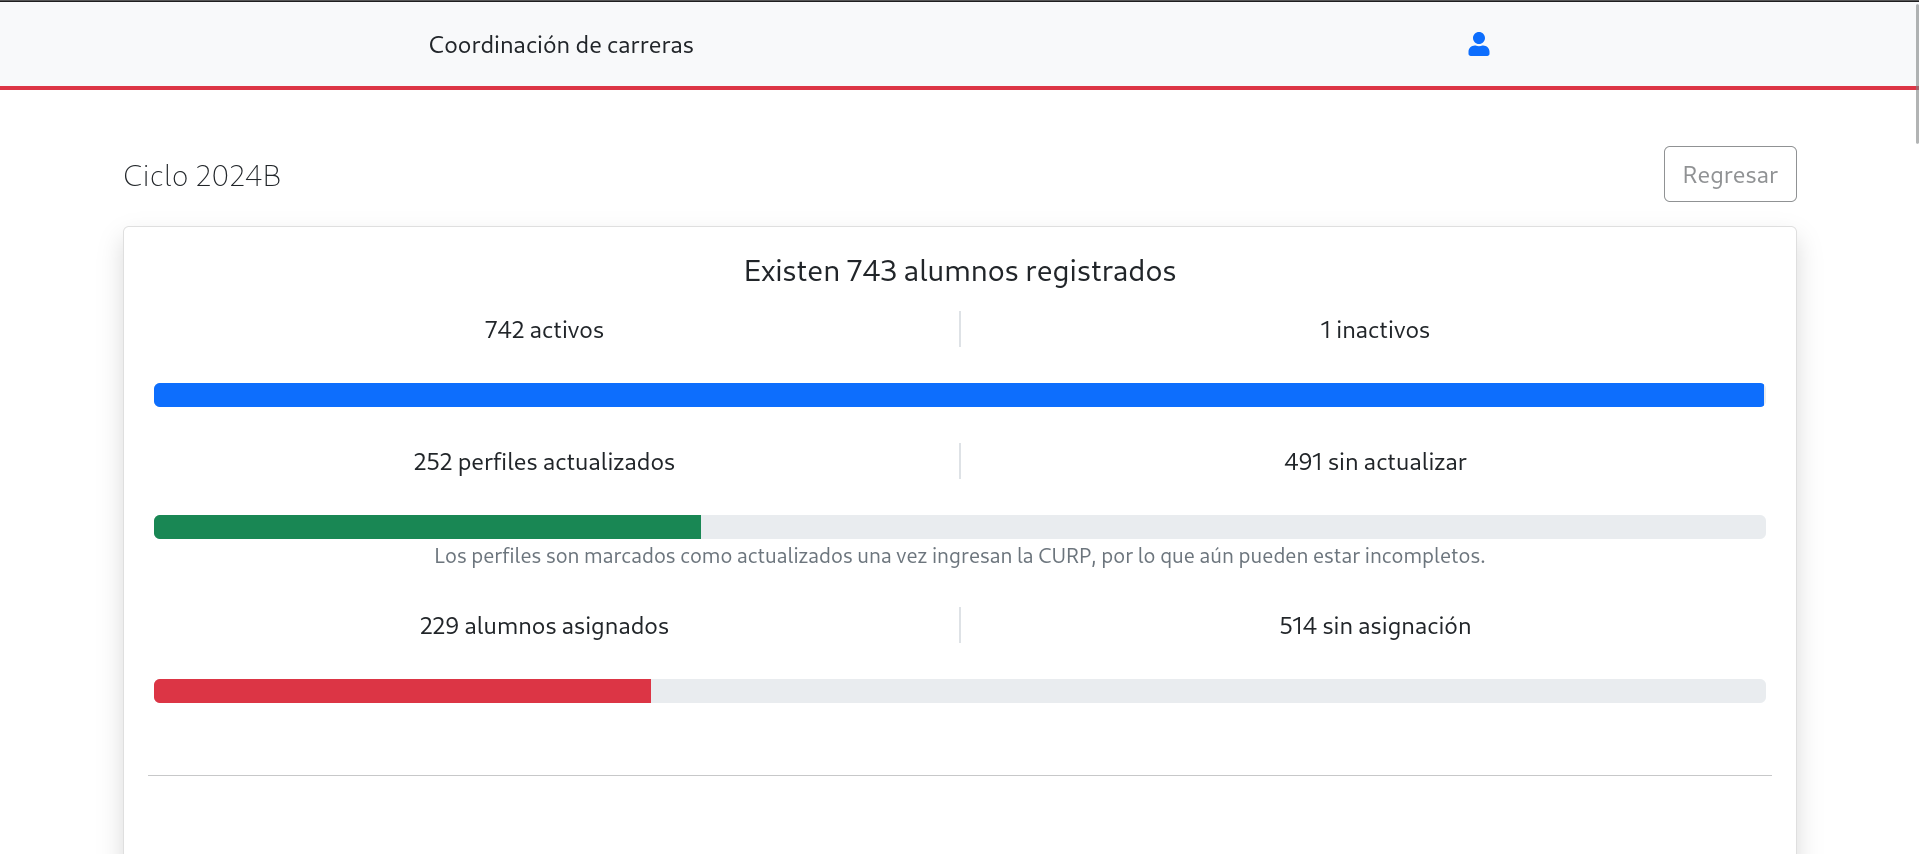 Coordinación de carreras
Ciclo 2024B
Regresar
Existen 743 alumnos registrados
742 activos
1 inactivos
252 perfiles actualizados
491 sin actualizar
Los perfiles son marcados como actualizados una vez ingresan la CURP, por lo que aún pueden estar incompletos.
229 alumnos asignados
514 sin asignación